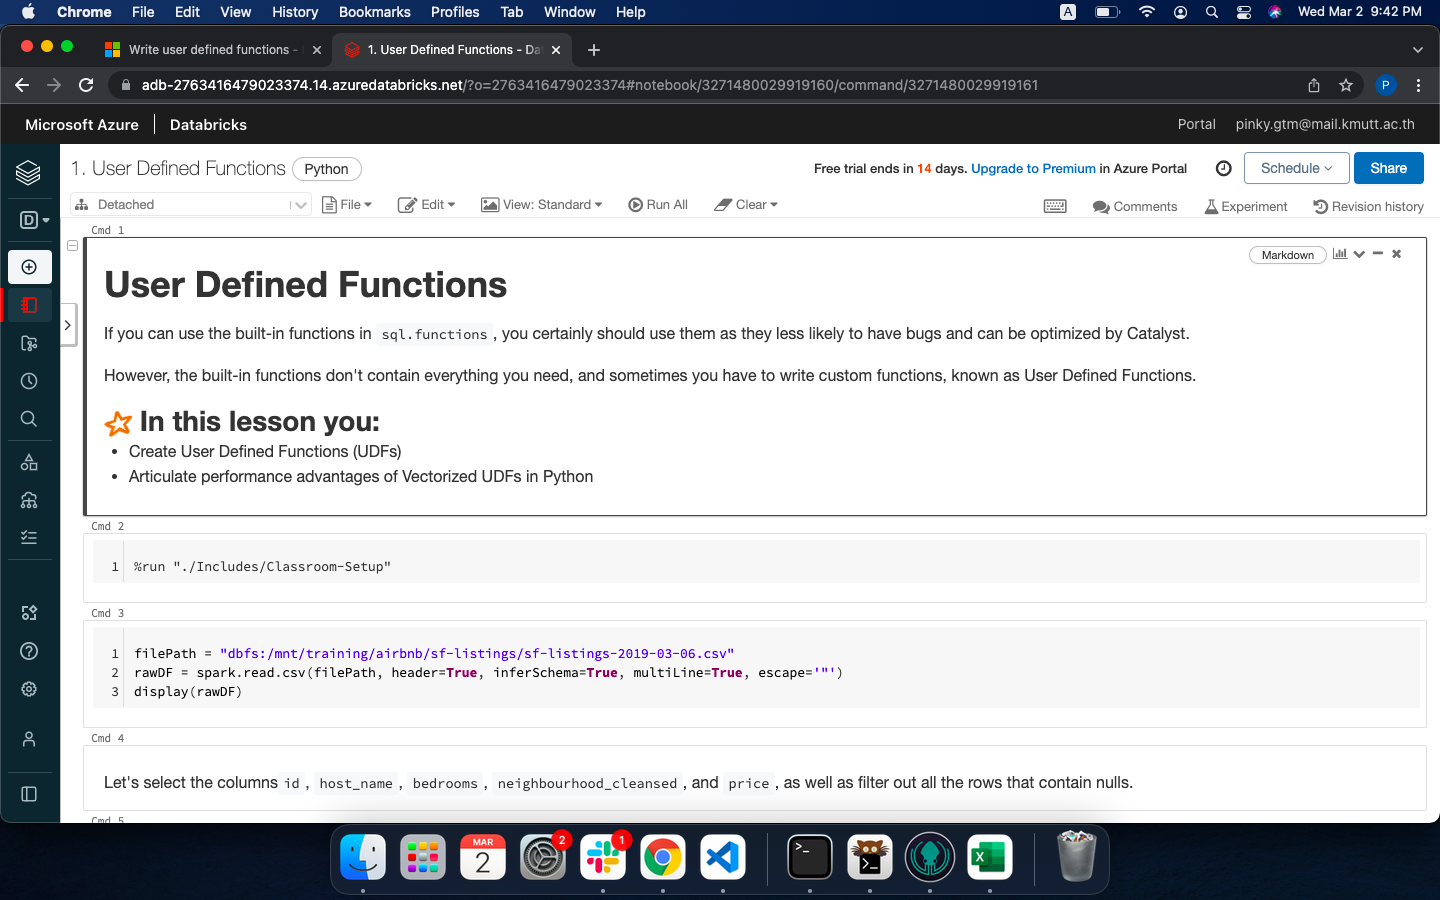 Chrome File Edit View History Bookmarks Profiles Tab Window Help A Wed Mar 2 9:42 PM
Write user defined functions - 1. User Defined Functions - Da
adb-2763416479023374.14.azuredatabricks.net/?o=2763416479023374#notebook/3271480029919160/command/3271480029919161 P
Microsoft Azure Databricks Portal pinky.gtm@mail.kmutt.ac.th
1. User Defined Functions Python Free trial ends in 14 days. Upgrade to Premium in Azure Portal Schedule Share
D Detached File Edit View: Standard Run All Clear Comments Experiment Revision history
Cmd 1
Markdown
User Defined Functions
If you can use the built-in functions in sql.functions , you certainly should use them as they less likely to have bugs and can be optimized by Catalyst.
However, the built-in functions don't contain everything you need, and sometimes you have to write custom functions, known as User Defined Functions.
In this lesson you:
• Create User Defined Functions (UDFs)
• Articulate performance advantages of Vectorized UDFs in Python
Cmd 2
1 %run "./Includes/Classroom-Setup"
Cmd 3
1 filePath = "dbfs:/mnt/training/airbnb/sf-listings/sf-listings-2019-03-06.csv"
2 rawDF = spark.read.csv(filePath, header=True, inferSchema=True, multiLine=True, escape='"')
3 display(rawDF)
Cmd 4
Let's select the columns id , host_name , bedrooms , neighbourhood_cleansed , and price , as well as filter out all the rows that contain nulls.
Cmd 5
MAR
2
2
1